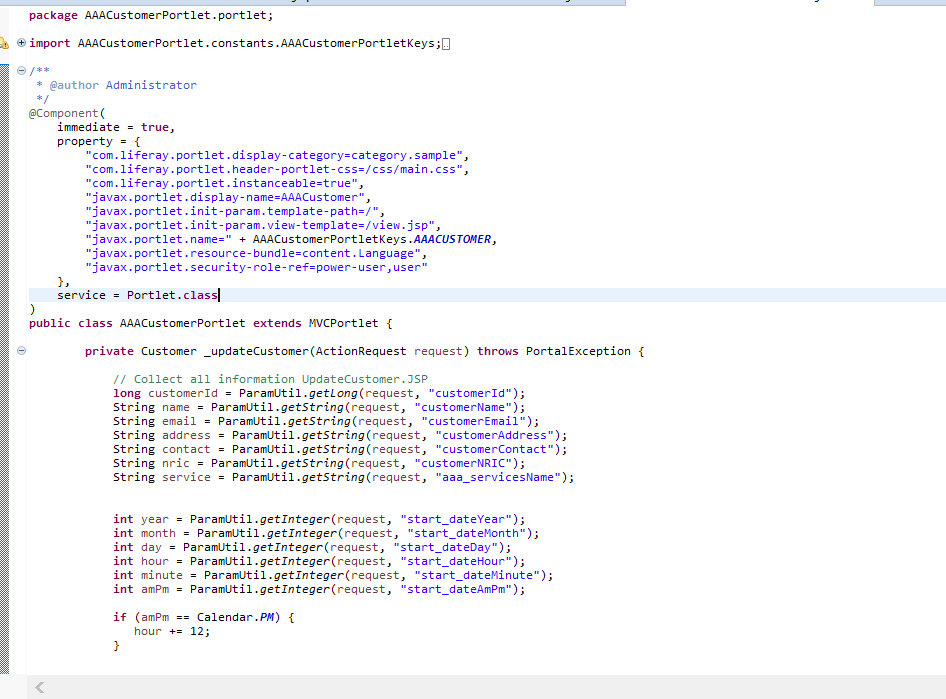 package AAACustomerPortlet.portlet;
import AAACustomerPortlet.constants.AAACustomerPortletKeys;
/**
 * @author Administrator
 */
@Component(
    immediate = true,
    property = {
        "com.liferay.portlet.display-category=category.sample",
        "com.liferay.portlet.header-portlet-css=/css/main.css",
        "com.liferay.portlet.instanceable=true",
        "javax.portlet.display-name=AAACustomer",
        "javax.portlet.init-param.template-path=/",
        "javax.portlet.init-param.view-template=/view.jsp",
        "javax.portlet.name=" + AAACustomerPortletKeys.AAACUSTOMER,
        "javax.portlet.resource-bundle=content.Language",
        "javax.portlet.security-role-ref=power-user,user"
    },
    service = Portlet.class
)
public class AAACustomerPortlet extends MVCPortlet {
        private Customer _updateCustomer(ActionRequest request) throws PortalException {
            // Collect all information UpdateCustomer.JSP
            long customerId = ParamUtil.getLong(request, "customerId");
            String name = ParamUtil.getString(request, "customerName");
            String email = ParamUtil.getString(request, "customerEmail");
            String address = ParamUtil.getString(request, "customerAddress");
            String contact = ParamUtil.getString(request, "customerContact");
            String nric = ParamUtil.getString(request, "customerNRIC");
            String service = ParamUtil.getString(request, "aaa_servicesName");
            int year = ParamUtil.getInteger(request, "start_dateYear");
            int month = ParamUtil.getInteger(request, "start_dateMonth");
            int day = ParamUtil.getInteger(request, "start_dateDay");
            int hour = ParamUtil.getInteger(request, "start_dateHour");
            int minute = ParamUtil.getInteger(request, "start_dateMinute");
            int amPm = ParamUtil.getInteger(request, "start_dateAmPm");
            if (amPm == Calendar.PM) {
               hour += 12;
            }